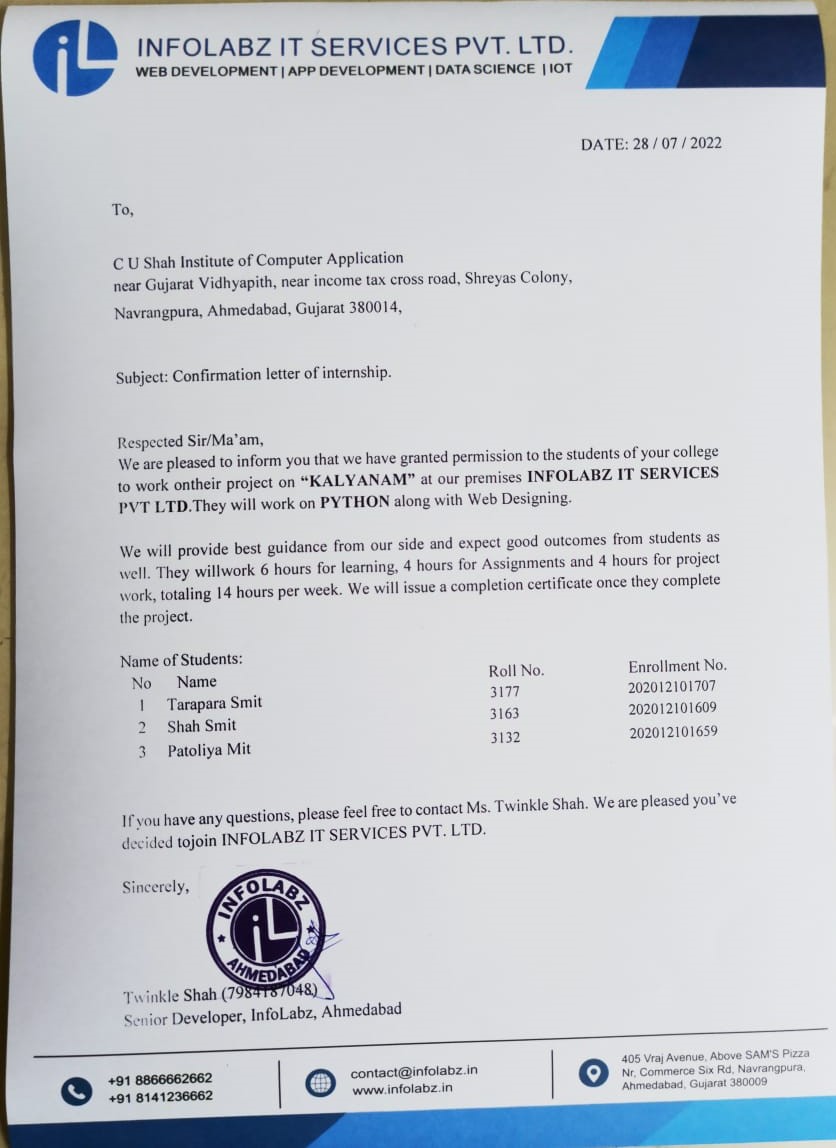 iL
INFOLABZ IT SERVICES PVT. LTD.
WEB DEVELOPMENT | APP DEVELOPMENT | DATA SCIENCE | IOT
DATE: 28 / 07 / 2022
To,
C U Shah Institute of Computer Application
near Gujarat Vidhyapith, near income tax cross road, Shreyas Colony,
Navrangpura, Ahmedabad, Gujarat 380014,
Subject: Confirmation letter of internship.
Respected Sir/Ma'am,
We are pleased to inform you that we have granted permission to the students of your college
to work ontheir project on “KALYANAM” at our premises INFOLABZ IT SERVICES
PVT LTD.They will work on PYTHON along with Web Designing.
We will provide best guidance from our side and expect good outcomes from students as
well. They willwork 6 hours for learning, 4 hours for Assignments and 4 hours for project
work, totaling 14 hours per week. We will issue a completion certificate once they complete
the project.
Name of Students:
No Name Roll No. Enrollment No.
1 Tarapara Smit 3177 202012101707
2 Shah Smit 3163 202012101609
3 Patoliya Mit 3132 202012101659
If you have any questions, please feel free to contact Ms. Twinkle Shah. We are pleased you've
decided tojoin INFOLABZ IT SERVICES PVT. LTD.
Sincerely,
INFOLABZ
iL
AHMEDABAD
Twinkle Shah (7984187048)
Senior Developer, InfoLabz, Ahmedabad
+91 8866662662
+91 8141236662
contact@infolabz.in
www.infolabz.in
405 Vraj Avenue, Above SAM'S Pizza
Nr, Commerce Six Rd, Navrangpura,
Ahmedabad, Gujarat 380009